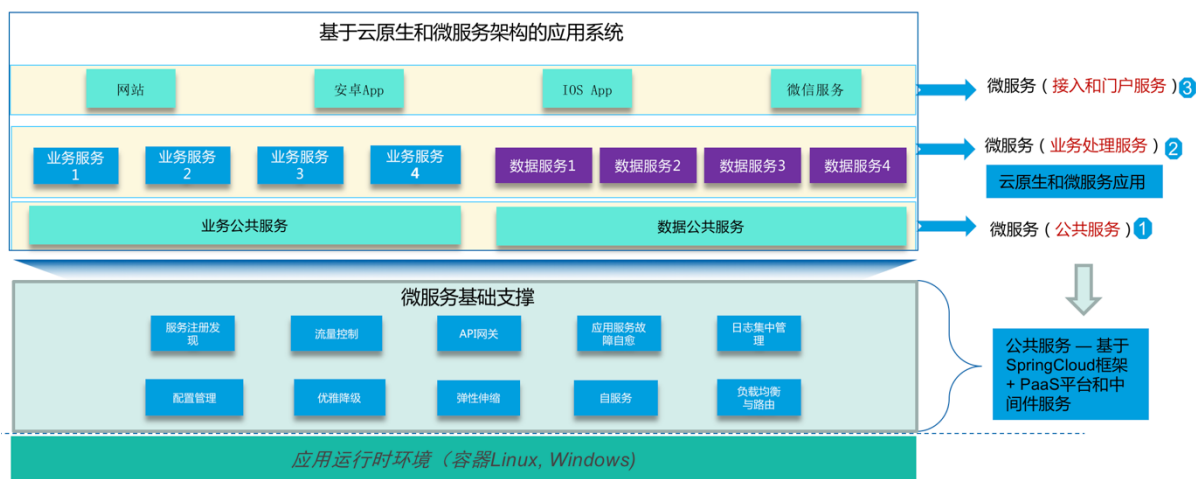 基于云原生和微服务架构的应用系统
网站
安卓App
IOS App
微信服务
微服务（接入和门户服务）3
业务服务
1
业务服务
2
业务服务
3
业务服务
4
数据服务1
数据服务2
数据服务3
数据服务4
微服务（业务处理服务）2
云原生和微服务应用
业务公共服务
数据公共服务
微服务（公共服务）1
微服务基础支撑
服务注册发
现
流量控制
API网关
应用服务故
障自愈
日志集中管
理
配置管理
优雅降级
弹性伸缩
自服务
负载均衡
与路由
公共服务 — 基于
SpringCloud框架
+ PaaS平台和中
间件服务
应用运行时环境（容器Linux, Windows)